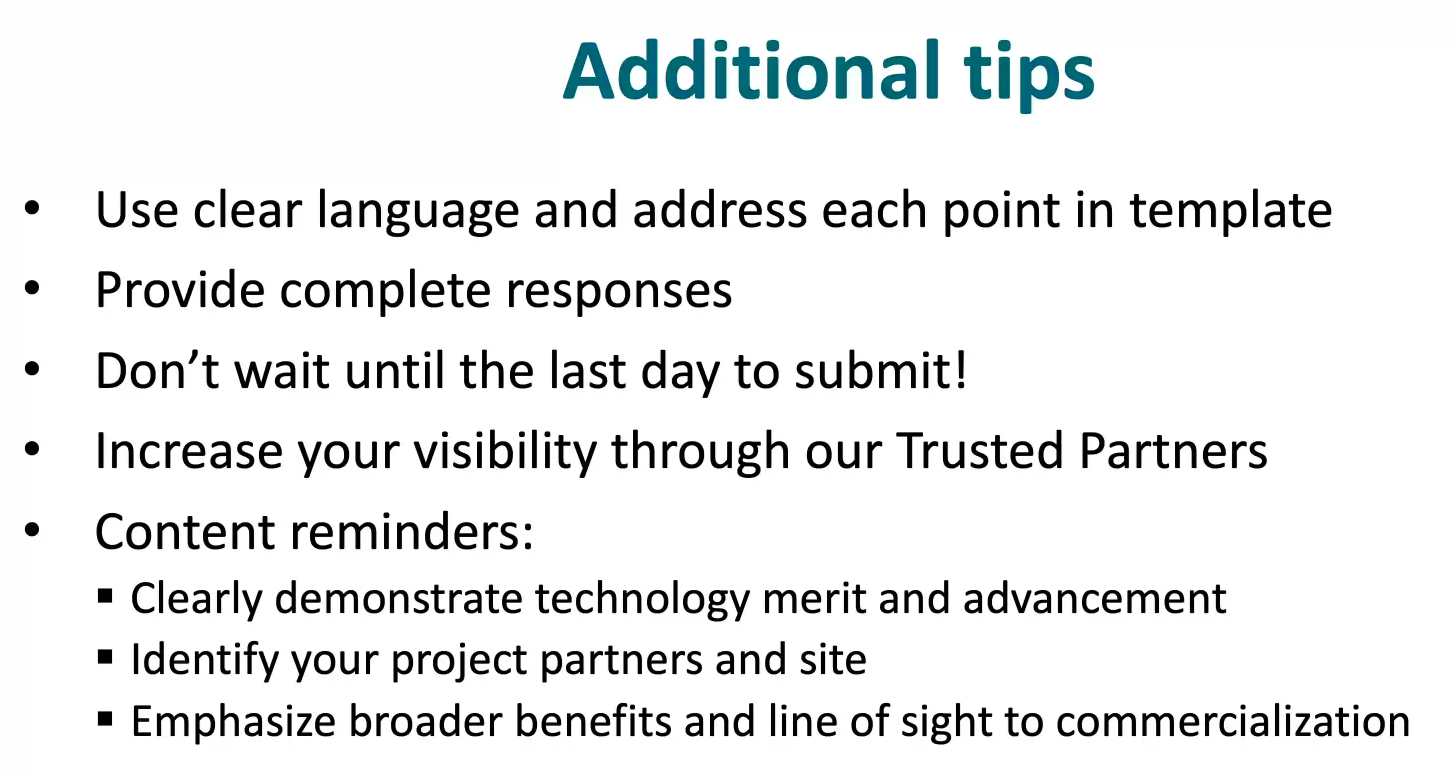 Additional tips
• Use clear language and address each point in template
• Provide complete responses
• Don’t wait until the last day to submit!
• Increase your visibility through our Trusted Partners
• Content reminders:
▪ Clearly demonstrate technology merit and advancement
▪ Identify your project partners and site
▪ Emphasize broader benefits and line of sight to commercialization